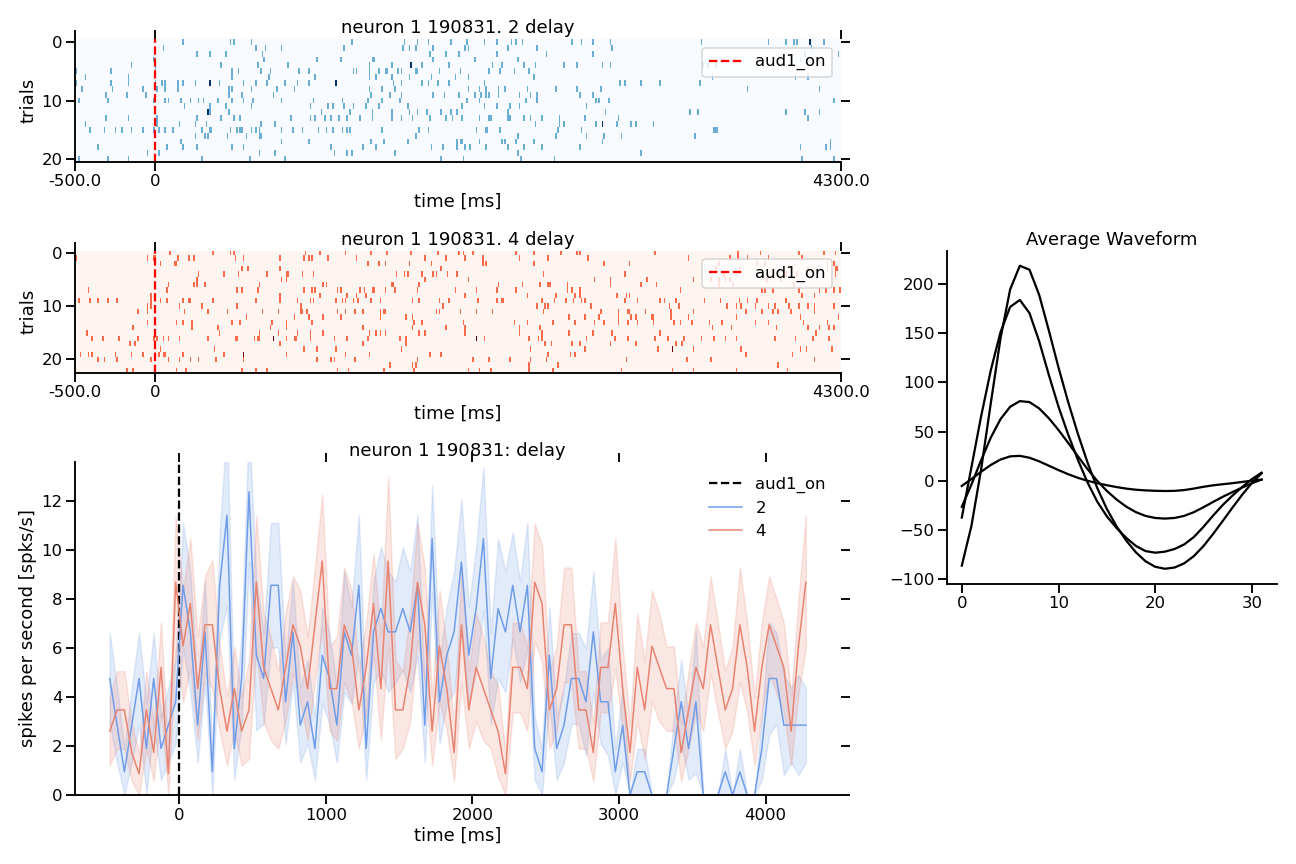 neuron 1 190831. 2 delay
aud1_on
trials
0
10
20
-500.0
0
4300.0
time [ms]
neuron 1 190831. 4 delay
aud1_on
trials
0
10
20
-500.0
0
4300.0
time [ms]
neuron 1 190831: delay
aud1_on
2
4
spikes per second [spks/s]
12
10
8
6
4
2
0
0
1000
2000
3000
4000
time [ms]
Average Waveform
200
150
100
50
0
−50
−100
0
10
20
30